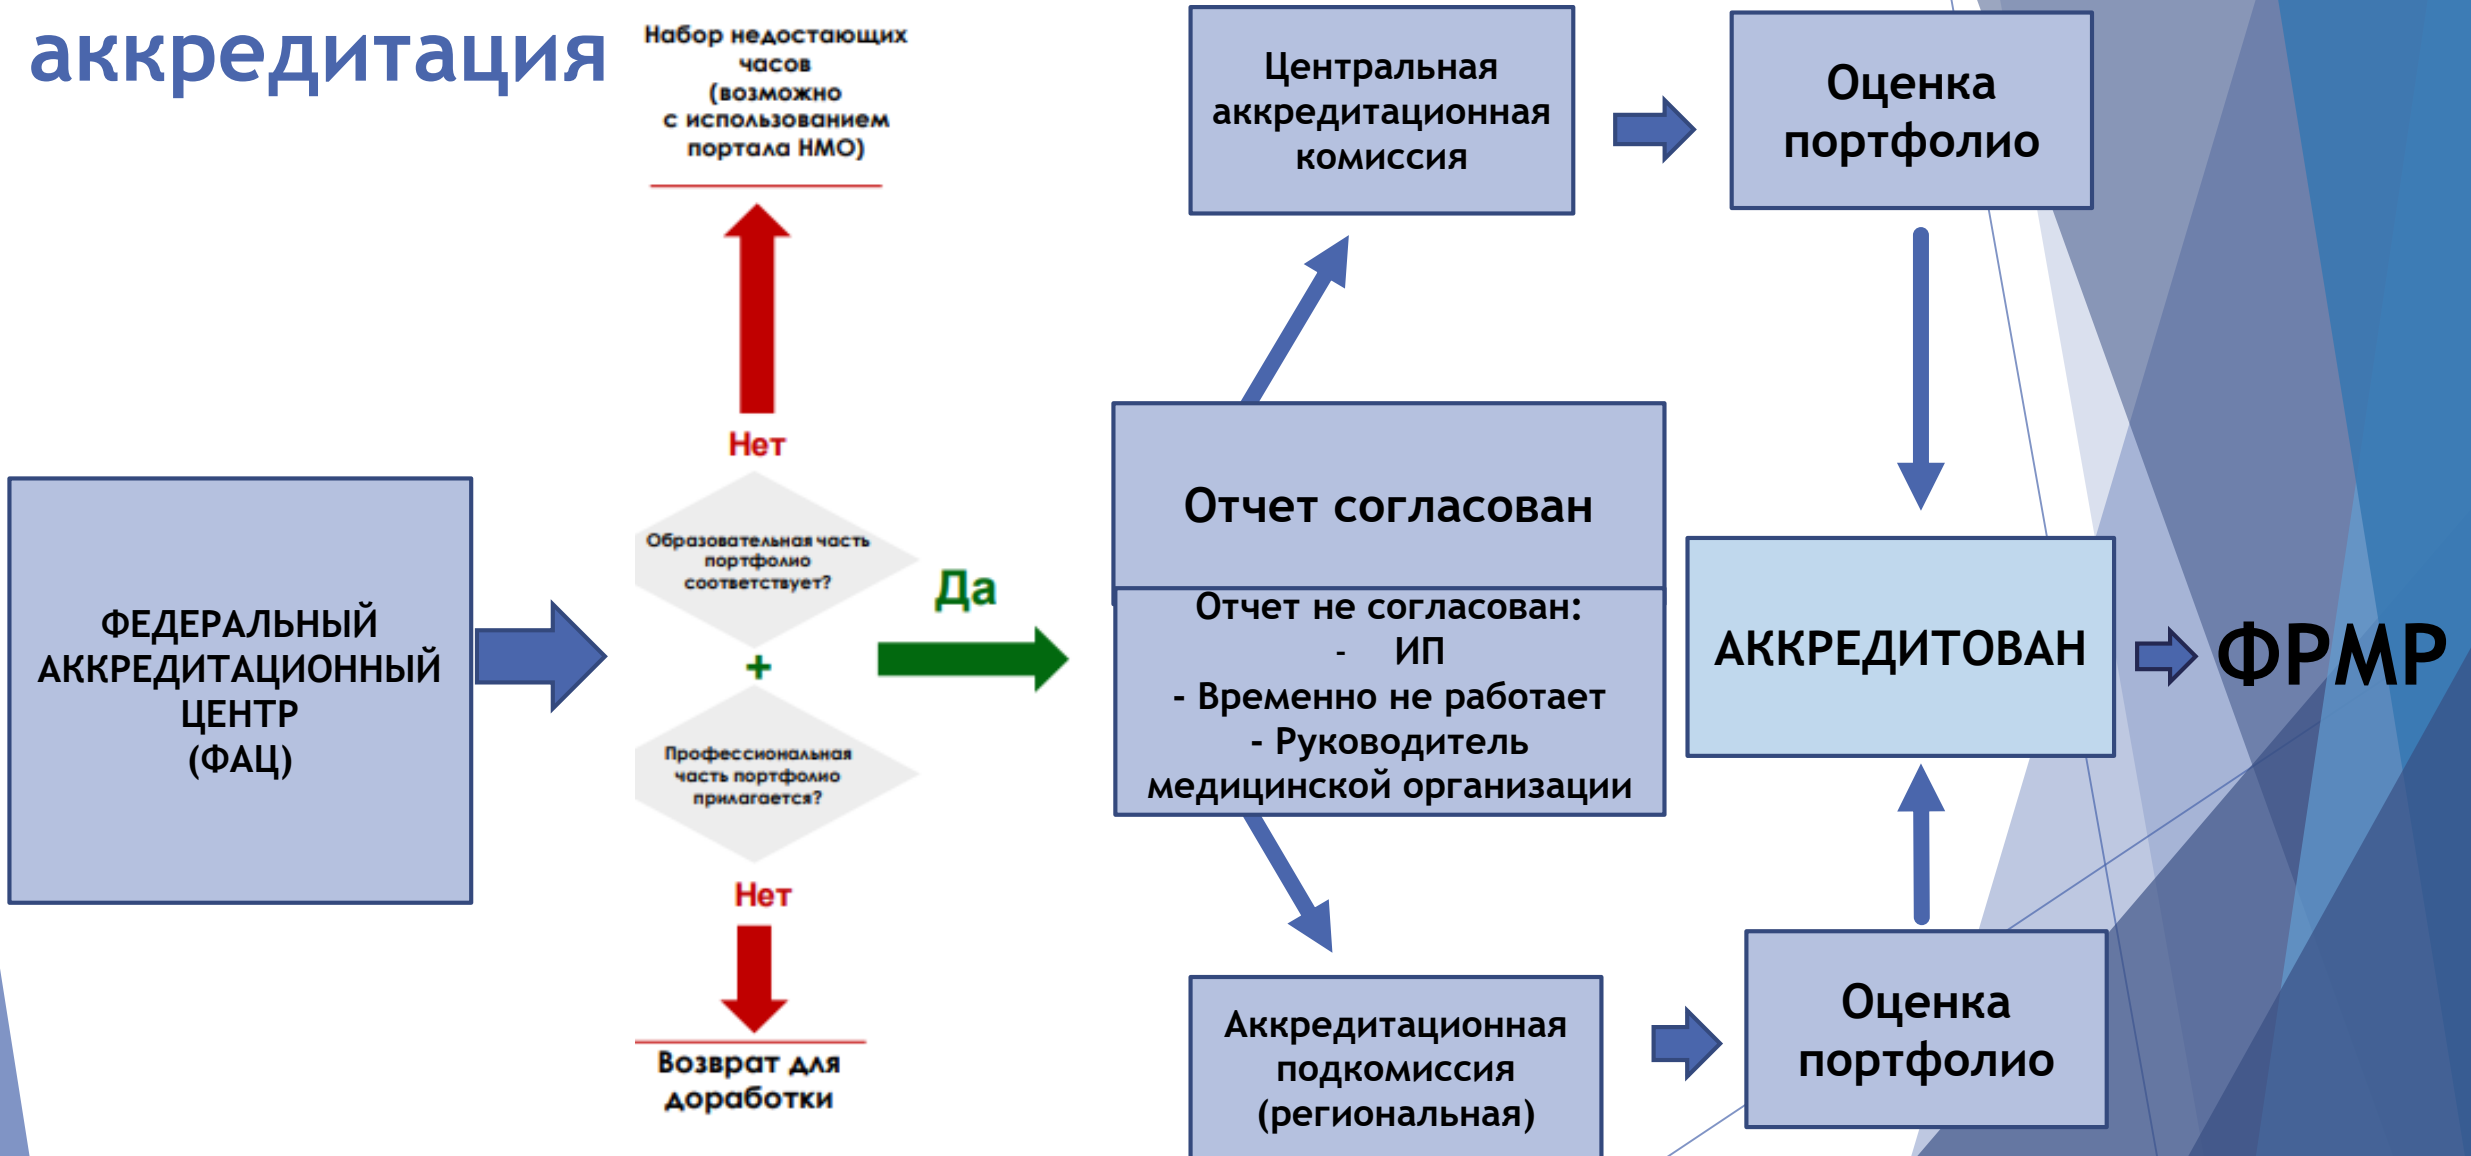 аккредитация
Набор недостающих
часов
(возможно
с использованием
портала НМО)
Нет
Образовательная часть
портфолио
соответствует?
+
Профессиональная
часть портфолио
прилагается?
Нет
Возврат для
доработки
ФЕДЕРАЛЬНЫЙ
АККРЕДИТАЦИОННЫЙ
ЦЕНТР
(ФАЦ)
Да
Центральная
аккредитационная
комиссия
Оценка
портфолио
Отчет согласован
Отчет не согласован:
- ИП
- Временно не работает
- Руководитель
медицинской организации
АККРЕДИТОВАН
ФРМР
Аккредитационная
подкомиссия
(региональная)
Оценка
портфолио